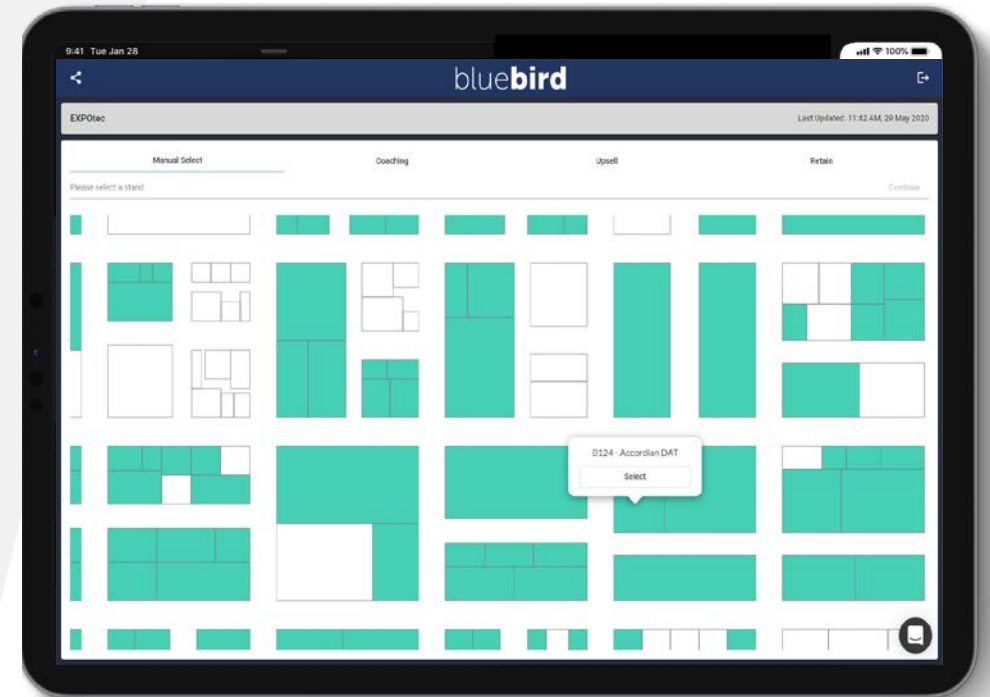 9:41 Tue Jan 28
100%
bluebird
EXPOtec
Last Updated: 11:42 AM, 29 May 2020
Manual Select
Coaching
Upsell
Retain
Please select a stand
Continue
D124 - Accordian DAT
Select